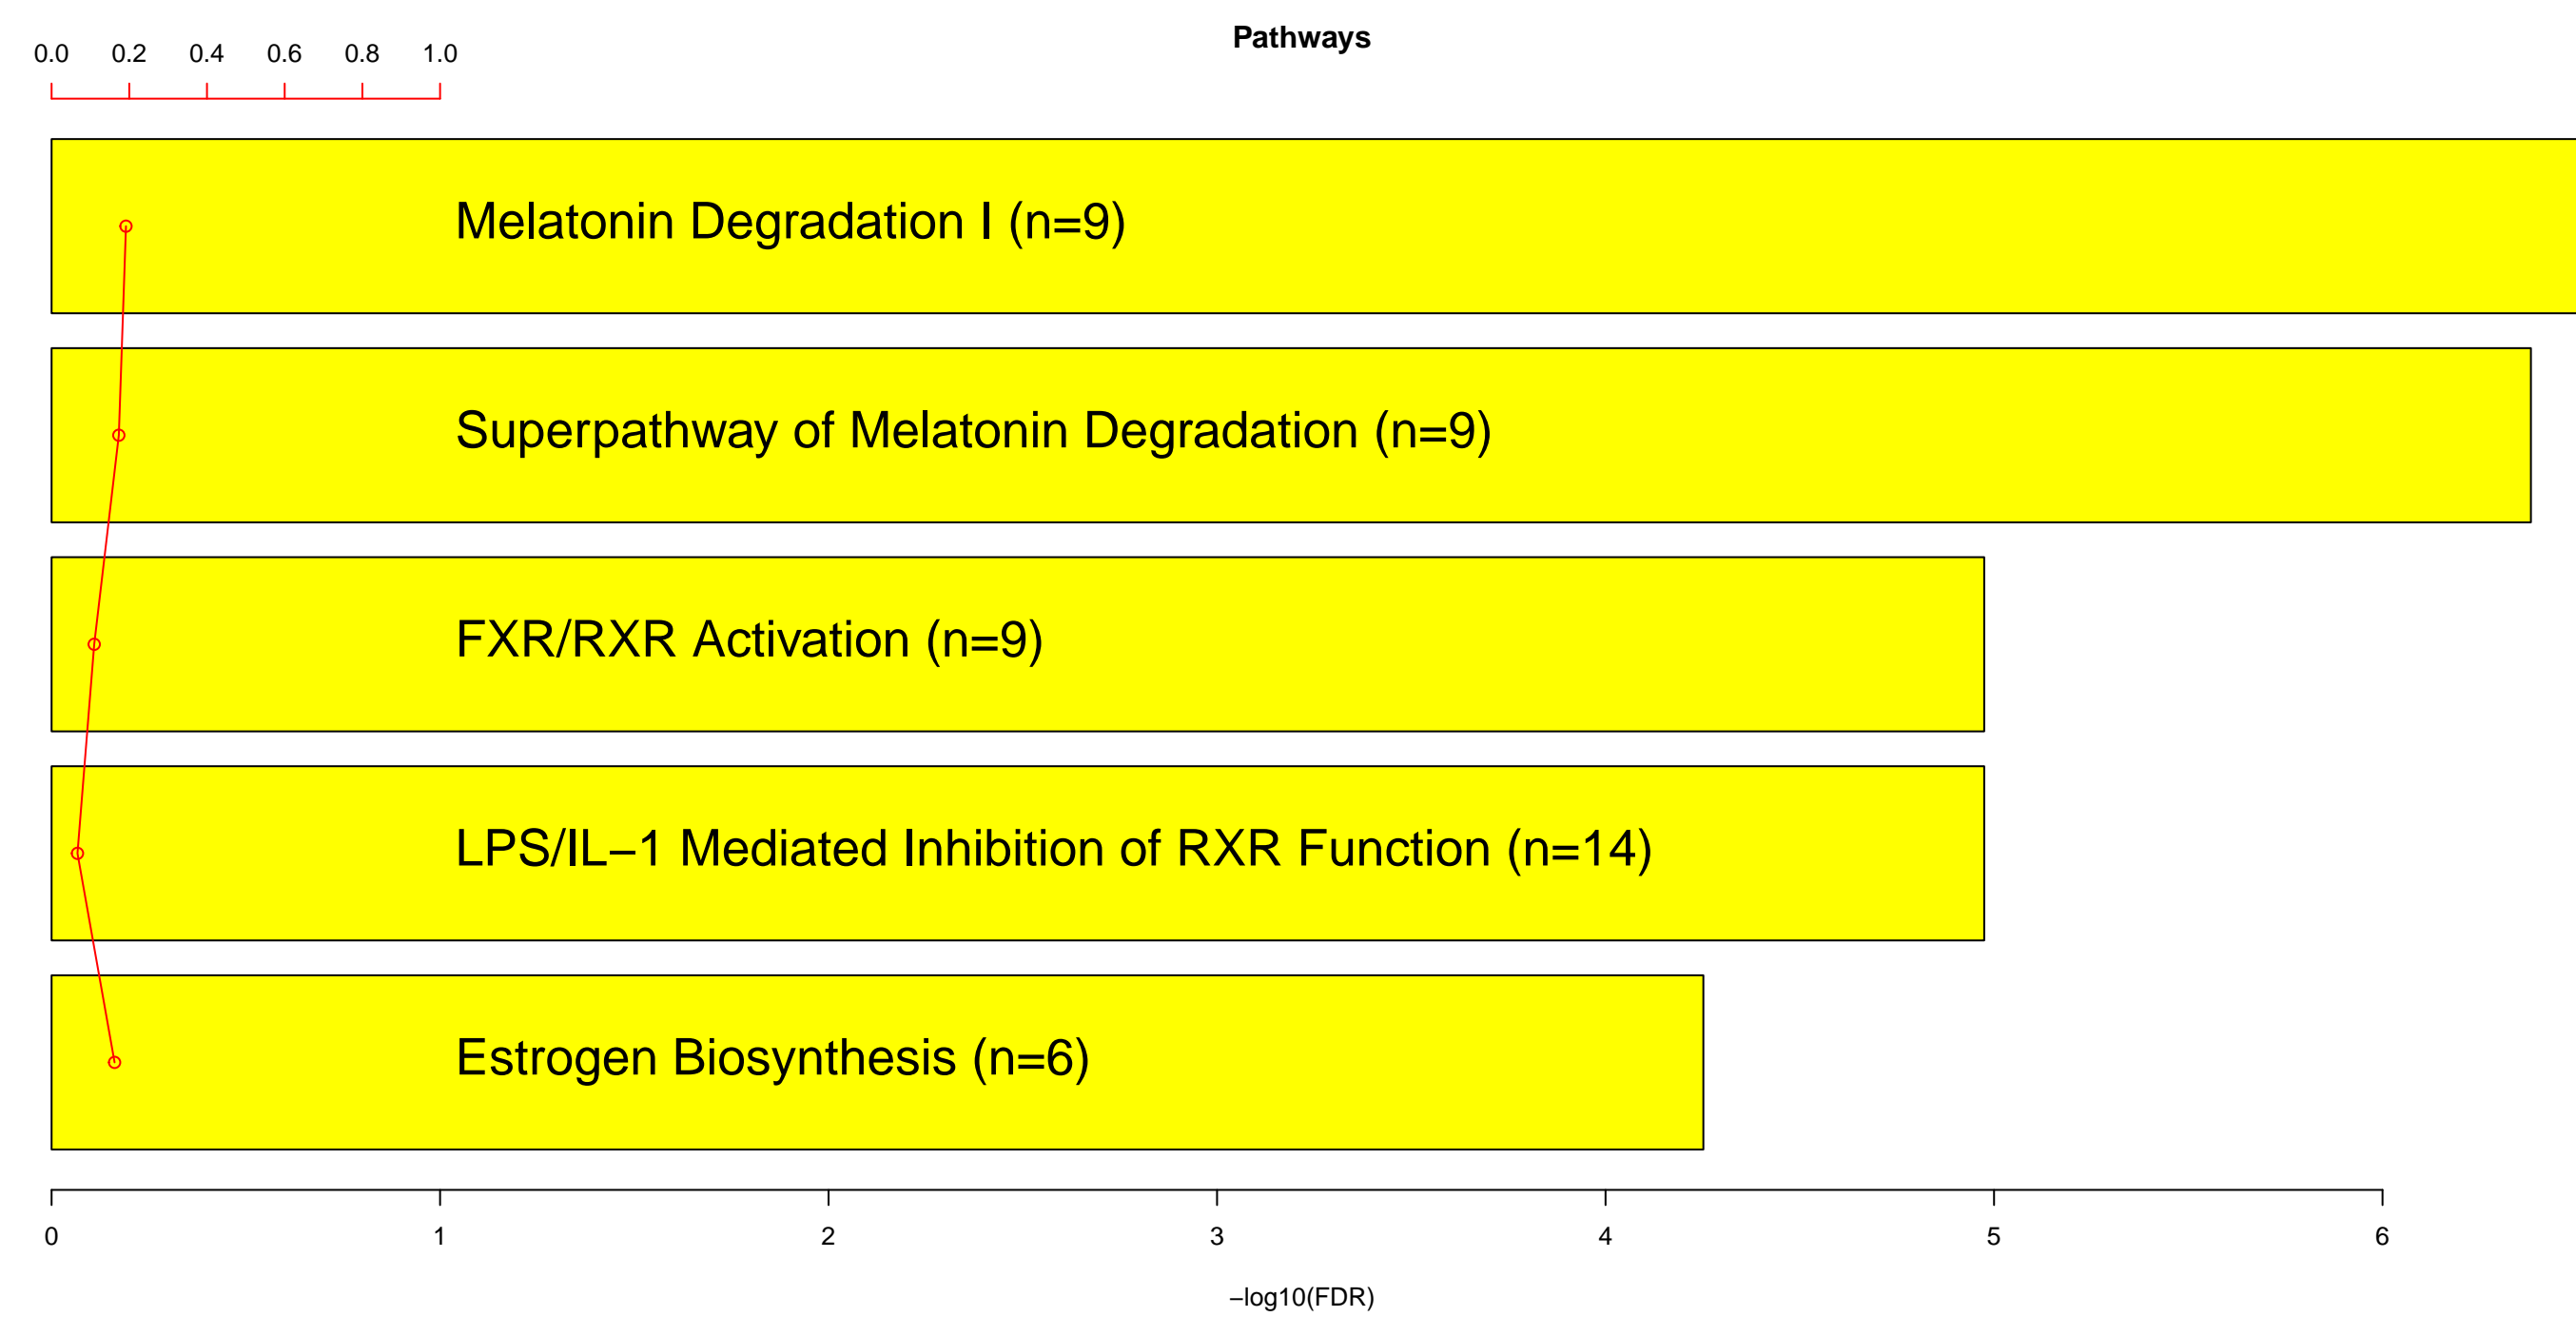 Pathways
0.0 0.2 0.4 0.6 0.8 1.0
Melatonin Degradation I (n=9)
Superpathway of Melatonin Degradation (n=9)
FXR/RXR Activation (n=9)
LPS/IL−1 Mediated Inhibition of RXR Function (n=14)
Estrogen Biosynthesis (n=6)
0 1 2 3 4 5 6
−log10(FDR)